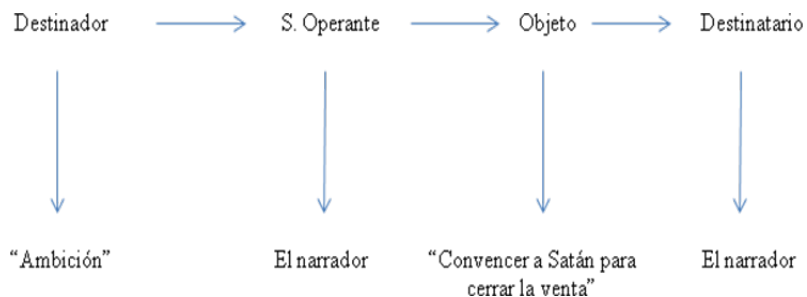 Destinador S. Operante Objeto Destinatario
“Ambición” El narrador “Convencer a Satán para El narrador
cerrar la venta”